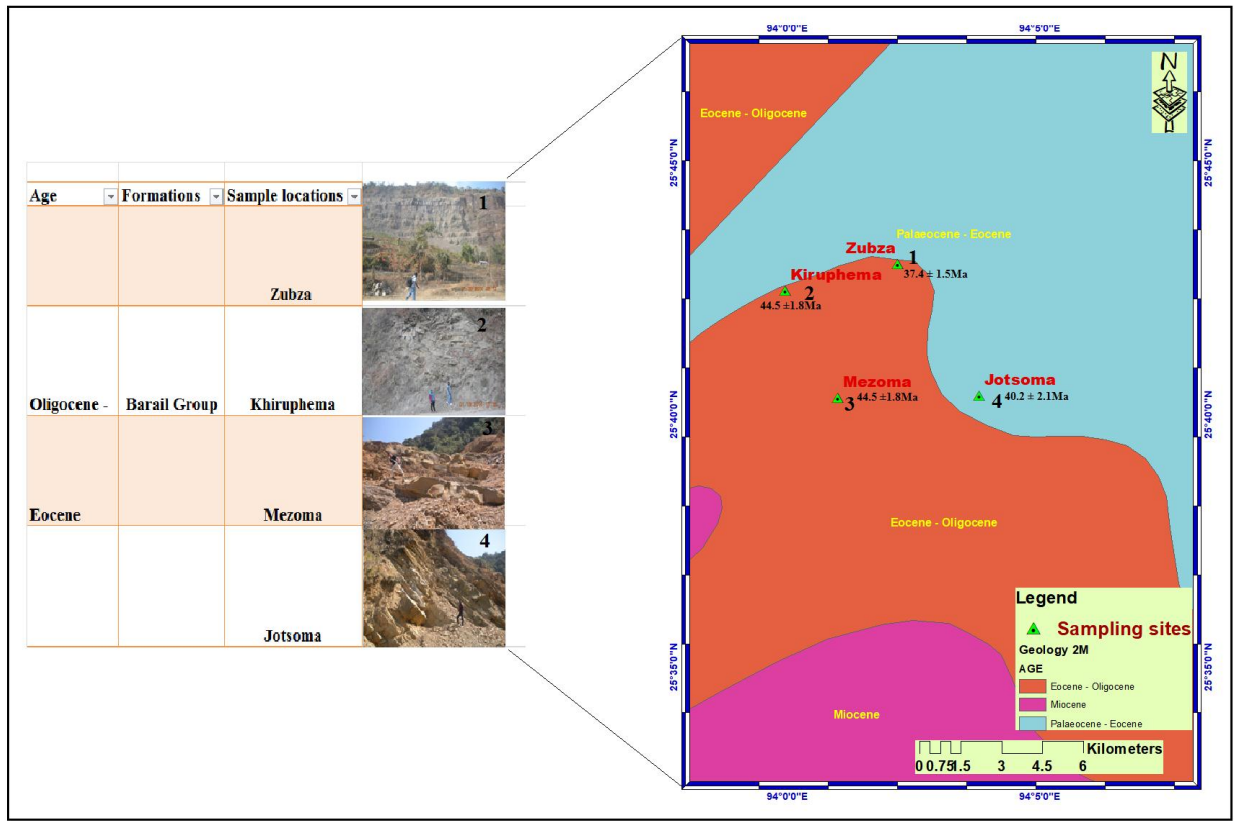 Age Formations Sample locations
1
Zubza
2
Oligocene - Barail Group Khiruphema
3
Eocene Mezoma
4
Jotsoma
94°0'0"E 94°5'0"E
N
Eocene - Oligocene
25°45'0"N 25°45'0"N
Palaeocene - Eocene
Zubza
1
37.4 ± 1.5Ma
Kiruphema
2
44.5 ±1.8Ma
Mezoma
3 44.5 ±1.8Ma
Jotsoma
4 40.2 ± 2.1Ma
25°40'0"N 25°40'0"N
Eocene - Oligocene
25°35'0"N 25°35'0"N
Miocene
Legend
Sampling sites
Geology 2M
AGE
Eocene - Oligocene
Miocene
Palaeocene - Eocene
Kilometers
0 0.75 1.5 3 4.5 6
94°0'0"E 94°5'0"E